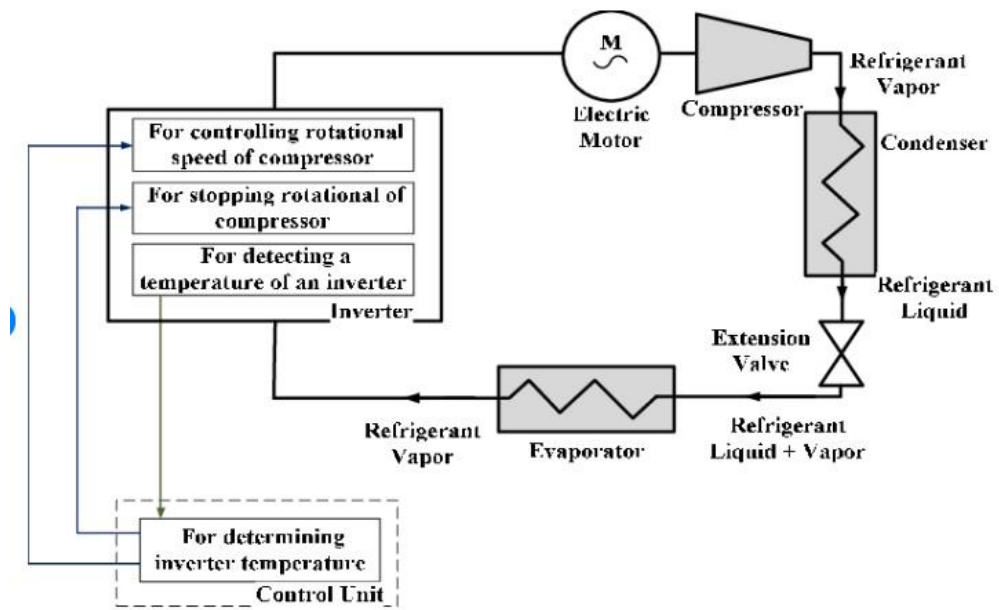 M
Electric
Motor
Compressor
Refrigerant
Vapor
Condenser
For controlling rotational
speed of compressor
For stopping rotational of
compressor
For detecting a
temperature of an inverter
Inverter
Refrigerant
Liquid
Extension
Valve
Refrigerant
Liquid + Vapor
Evaporator
Refrigerant
Vapor
For determining
inverter temperature
Control Unit